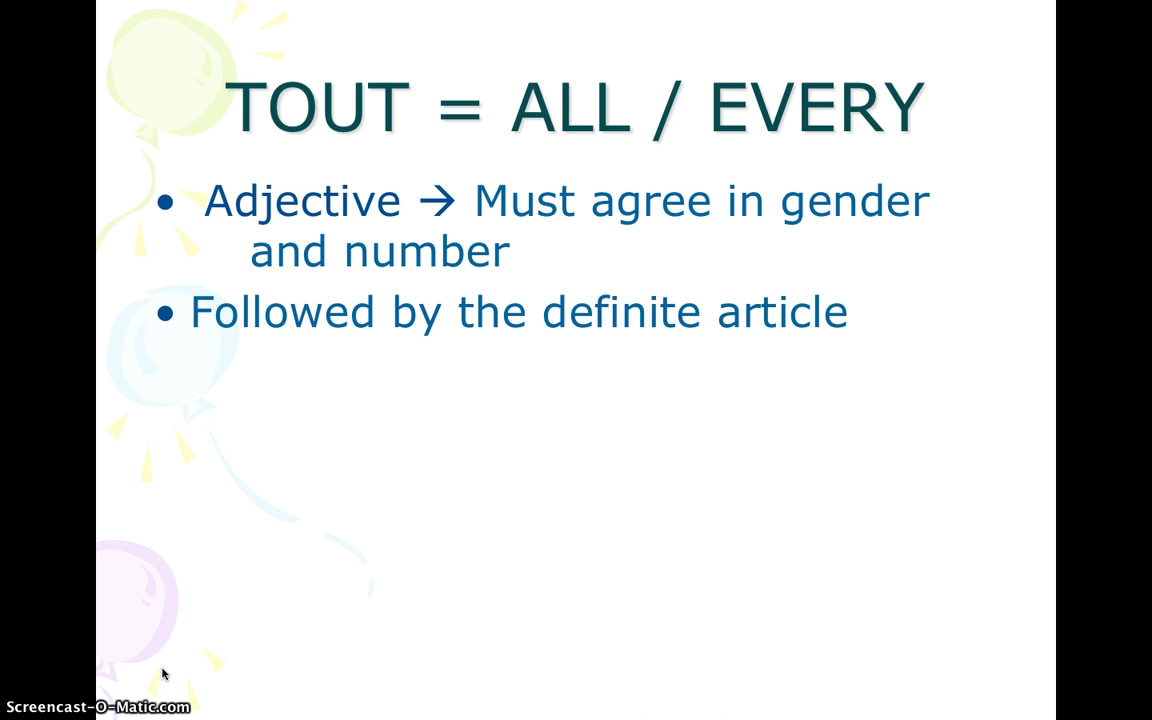 TOUT = ALL / EVERY
• Adjective → Must agree in gender
and number
• Followed by the definite article
Screencast-O-Matic.com